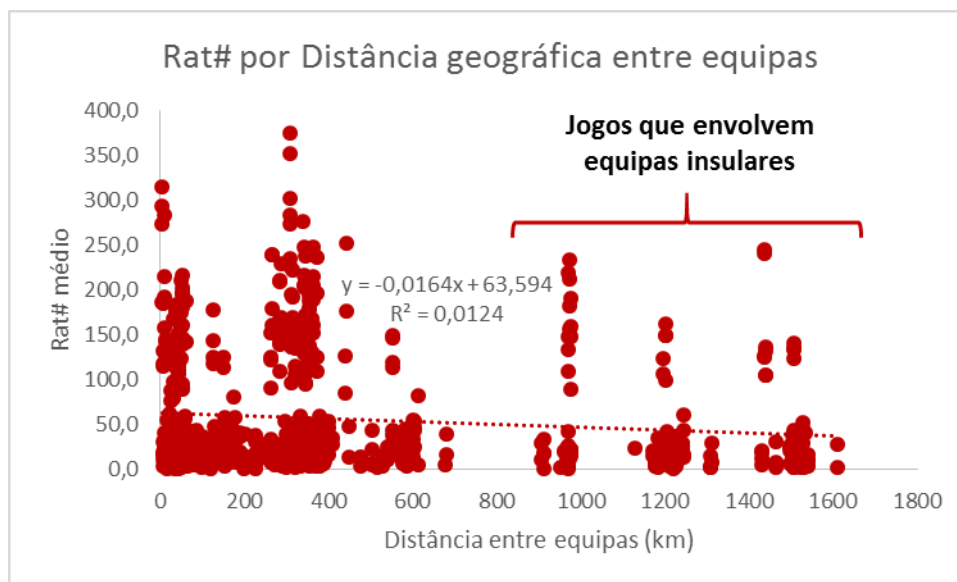 Rat# por Distância geográfica entre equipas
400,0
350,0
300,0
250,0
200,0
150,0
100,0
50,0
0,0
Rat# médio
Jogos que envolvem
equipas insulares
y = -0,0164x + 63,594
R² = 0,0124
0 200 400 600 800 1000 1200 1400 1600 1800
Distância entre equipas (km)